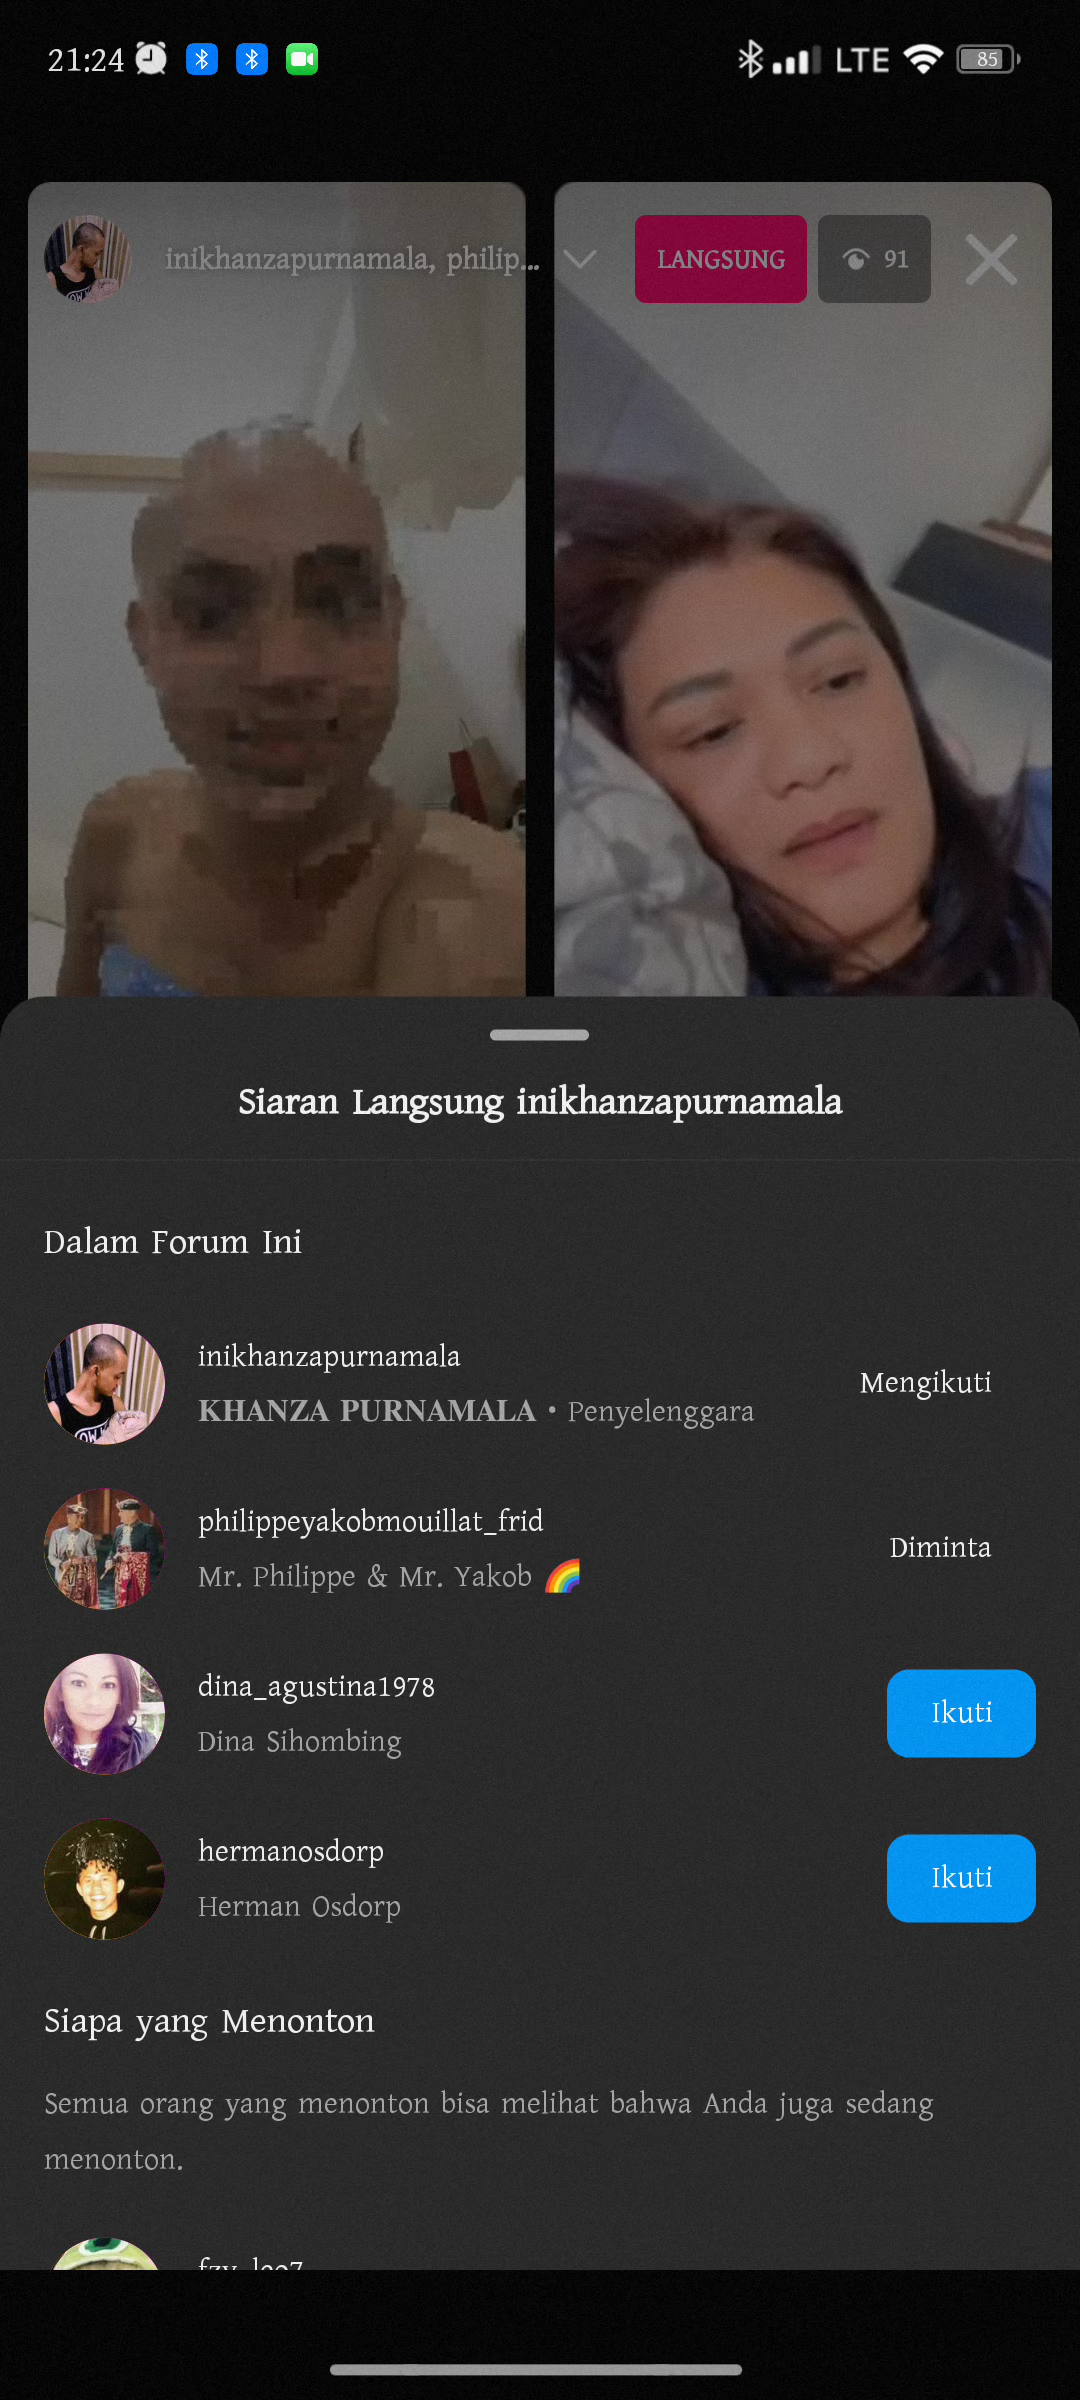 21:24 LTE 85
inikhanzapurnamala, philip... LANGSUNG 91
Siaran Langsung inikhanzapurnamala
Dalam Forum Ini
inikhanzapurnamala
KHANZA PURNAMALA • Penyelenggara
Mengikuti
philippeyakobmouillat_frid
Mr. Philippe & Mr. Yakob 🌈
Diminta
dina_agustina1978
Dina Sihombing
Ikuti
hermanosdorp
Herman Osdorp
Ikuti
Siapa yang Menonton
Semua orang yang menonton bisa melihat bahwa Anda juga sedang
menonton.